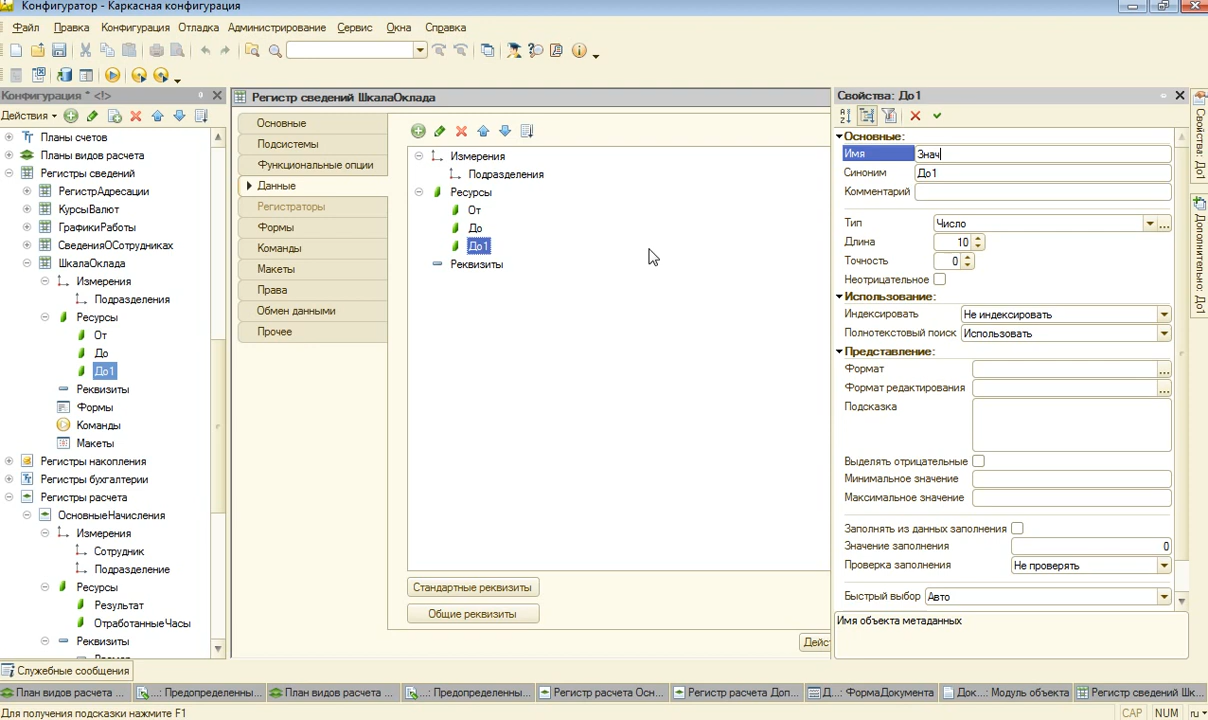 Конфигуратор - Каркасная конфигурация
Файл Правка Конфигурация Отладка Администрирование Сервис Окна Справка
Конфигурация * <!>
Действия
Планы счетов
Планы видов расчета
Регистры сведений
РегистрАдресации
КурсыВалют
ГрафикиРаботы
СведенияОСотрудниках
ШкалаОклада
Измерения
Подразделения
Ресурсы
От
До
До1
Реквизиты
Формы
Команды
Макеты
Регистры накопления
Регистры бухгалтерии
Регистры расчета
ОсновныеНачисления
Измерения
Сотрудник
Подразделение
Ресурсы
Результат
ОтработанныеЧасы
Реквизиты
Регистр сведений ШкалаОклада
Основные
Подсистемы
Функциональные опции
Данные
Регистраторы
Формы
Команды
Макеты
Права
Обмен данными
Прочее
Измерения
Подразделения
Ресурсы
От
До
До1
Реквизиты
Стандартные реквизиты
Общие реквизиты
Дейс
Свойства: До1
Основные:
Имя Знач
Синоним До1
Комментарий
Тип Число
Длина 10
Точность 0
Неотрицательное
Использование:
Индексировать Не индексировать
Полнотекстовый поиск Использовать
Представление:
Формат
Формат редактирования
Подсказка
Выделять отрицательные
Минимальное значение
Максимальное значение
Заполнять из данных заполнения
Значение заполнения 0
Проверка заполнения Не проверять
Быстрый выбор Авто
Имя объекта метаданных
Свойства: До1
Дополнительно: До1
Служебные сообщения
План видов расчета ... ...: Предопределенны... План видов расчета ... ...: Предопределенны... Регистр расчета Осн... Регистр расчета Доп... Д...: ФормаДокумента Док...: Модуль объекта Регистр сведений Шк...
Для получения подсказки нажмите F1 CAP NUM ru